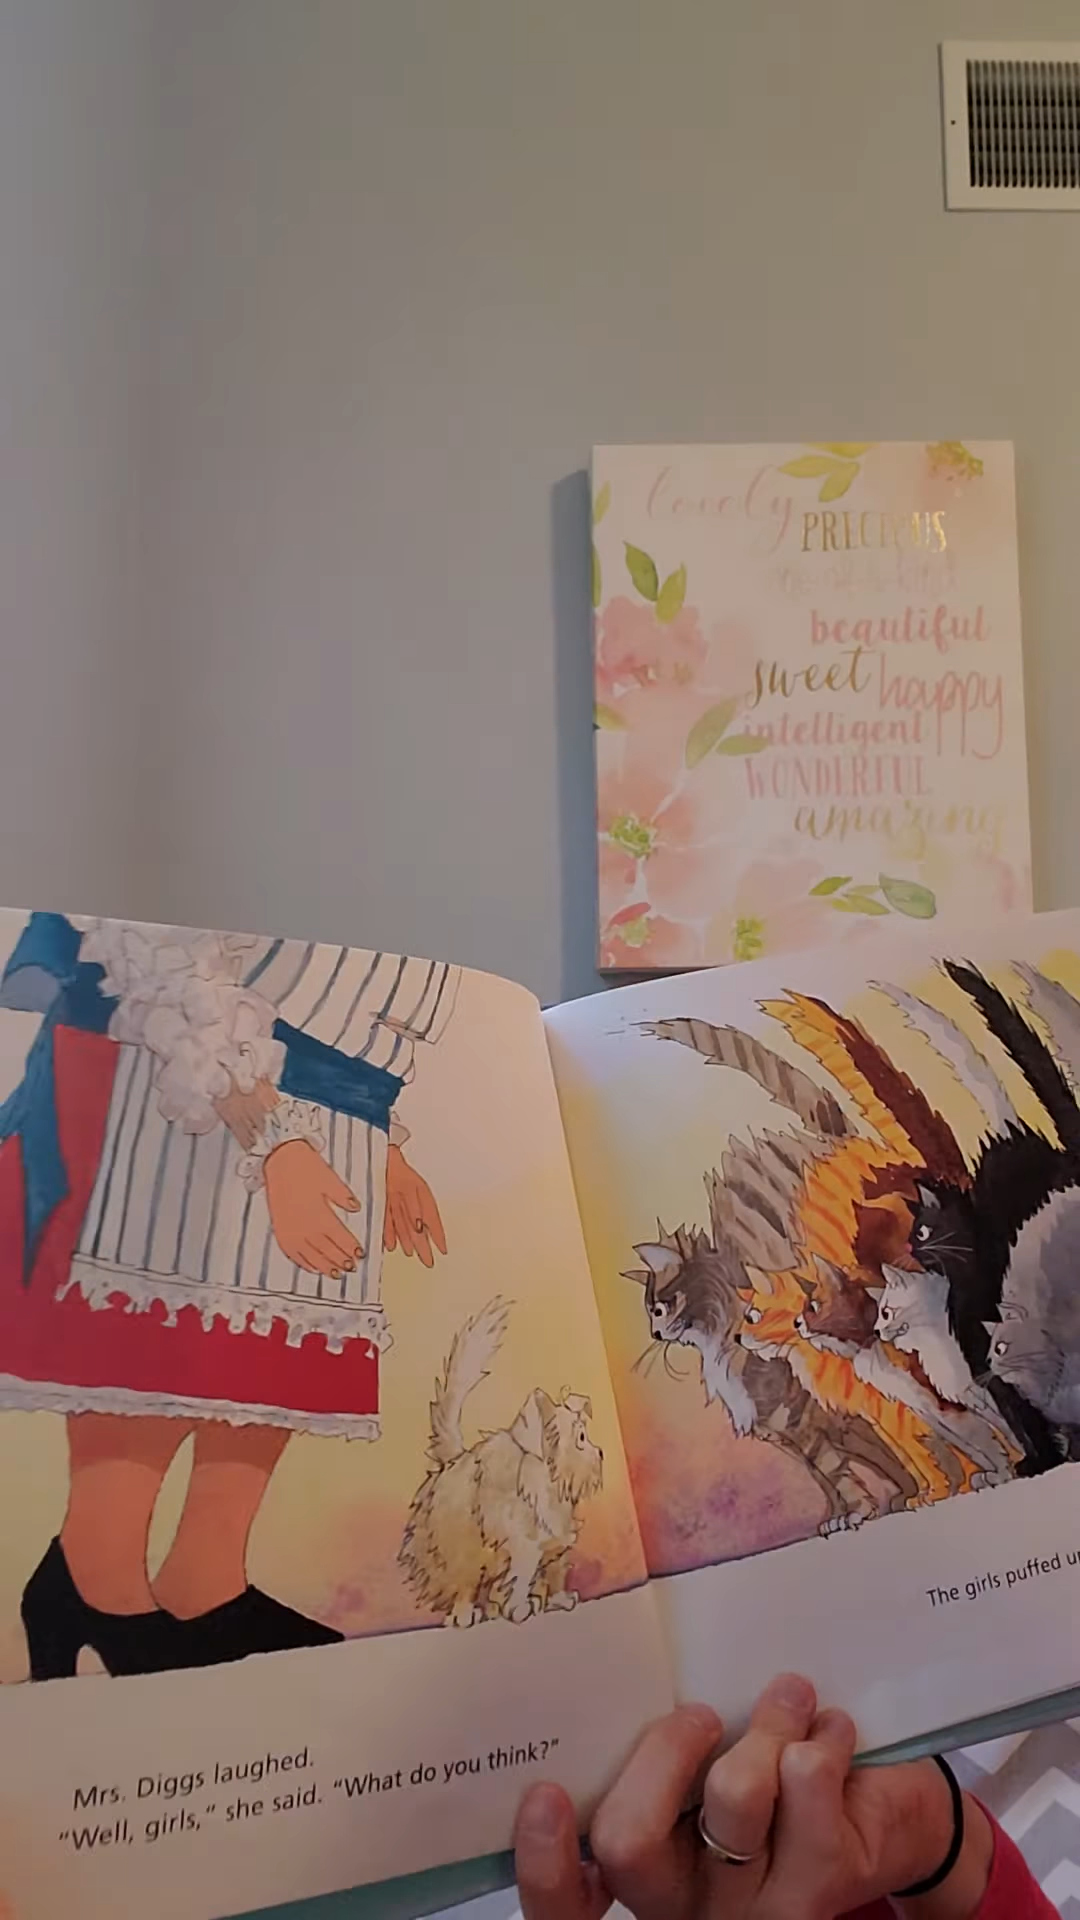 lovely
PRECIOUS
beautiful
sweet happy
intelligent
WONDERFUL
amazing
Mrs. Diggs laughed.
"Well, girls," she said. "What do you think?"
The girls puffed